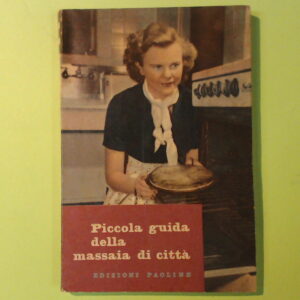 Piccola guida
della
massaia di città
EDIZIONI PAOLINE